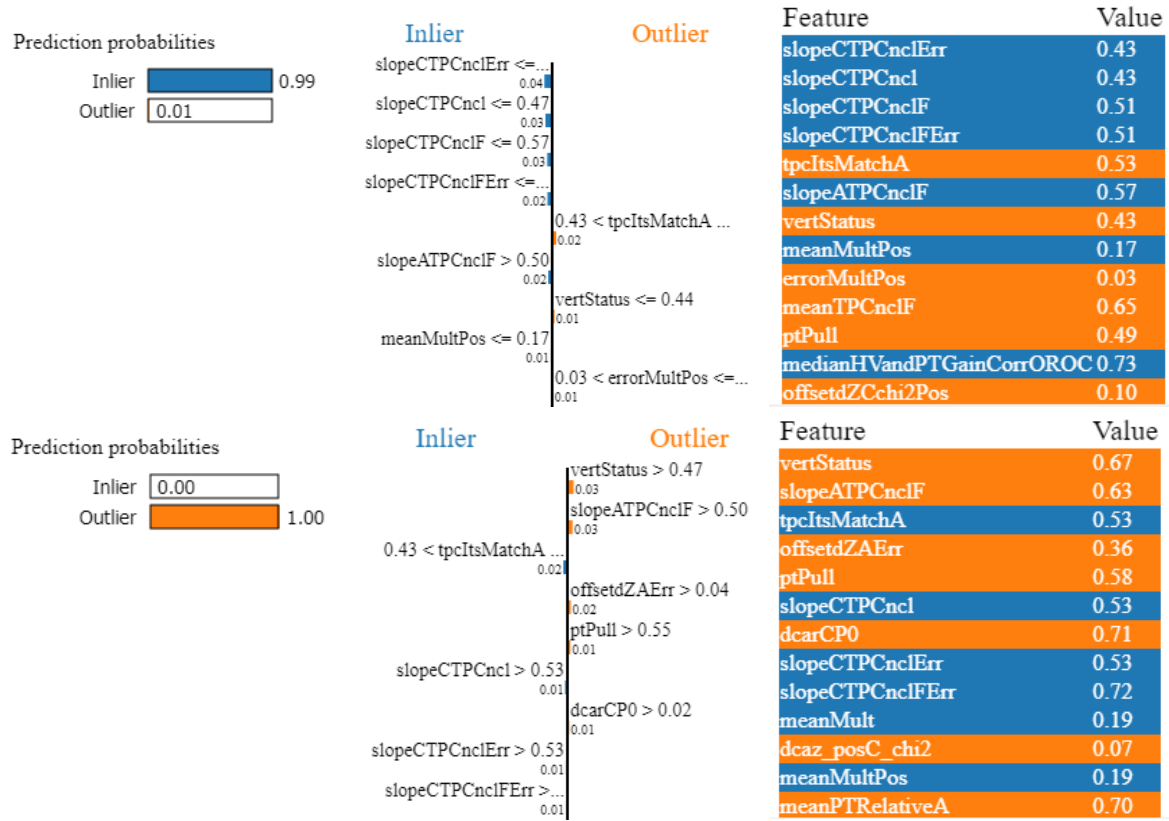 Prediction probabilities
Inlier 0.99
Outlier 0.01
Inlier Outlier
slopeCTPCnclErr <=...
0.04
slopeCTPCncl <= 0.47
0.03
slopeCTPCnclF <= 0.57
0.03
slopeCTPCnclFErr <=...
0.02
0.43 < tpcItsMatchA ...
0.02
slopeATPCnclF > 0.50
0.02
vertStatus <= 0.44
0.01
meanMultPos <= 0.17
0.01
0.03 < errorMultPos <=...
0.01
Feature Value
slopeCTPCnclErr 0.43
slopeCTPCncl 0.43
slopeCTPCnclF 0.51
slopeCTPCnclFErr 0.51
tpcItsMatchA 0.53
slopeATPCnclF 0.57
vertStatus 0.43
meanMultPos 0.17
errorMultPos 0.03
meanTPCnclF 0.65
ptPull 0.49
medianHVandPTGainCorrOROC 0.73
offsetdZCchi2Pos 0.10
Prediction probabilities
Inlier 0.00
Outlier 1.00
Inlier Outlier
vertStatus > 0.47
0.03
slopeATPCnclF > 0.50
0.03
0.43 < tpcItsMatchA ...
0.02
offsetdZAErr > 0.04
0.02
ptPull > 0.55
0.01
slopeCTPCncl > 0.53
0.01
dcarCP0 > 0.02
0.01
slopeCTPCnclErr > 0.53
0.01
slopeCTPCnclFErr >...
0.01
Feature Value
vertStatus 0.67
slopeATPCnclF 0.63
tpcItsMatchA 0.53
offsetdZAErr 0.36
ptPull 0.58
slopeCTPCncl 0.53
dcarCP0 0.71
slopeCTPCnclErr 0.53
slopeCTPCnclFErr 0.72
meanMult 0.19
dcaz_posC_chi2 0.07
meanMultPos 0.19
meanPTRelativeA 0.70